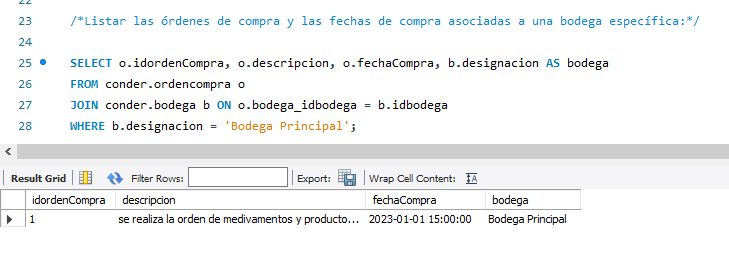 22
23 /*Listar las órdenes de compra y las fechas de compra asociadas a una bodega específica:*/
24
25 SELECT o.idordenCompra, o.descripcion, o.fechaCompra, b.designacion AS bodega
26 FROM conder.ordencompra o
27 JOIN conder.bodega b ON o.bodega_idbodega = b.idbodega
28 WHERE b.designacion = 'Bodega Principal';
Result Grid Filter Rows: Export: Wrap Cell Content:
idordenCompra descripcion fechaCompra bodega
1 se realiza la orden de medivamentos y producto... 2023-01-01 15:00:00 Bodega Principal